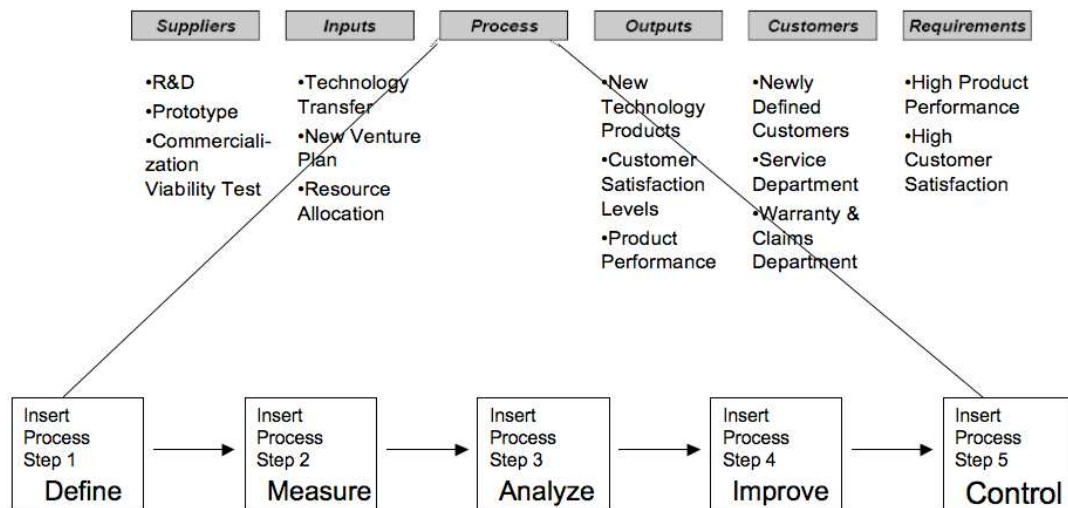 Suppliers
Inputs
Process
Outputs
Customers
Requirements
•R&D
•Prototype
•Commerciali-
zation
Viability Test
•Technology
Transfer
•New Venture
Plan
•Resource
Allocation
•New
Technology
Products
•Customer
Satisfaction
Levels
•Product
Performance
•Newly
Defined
Customers
•Service
Department
•Warranty &
Claims
Department
•High Product
Performance
•High
Customer
Satisfaction
Insert
Process
Step 1
Define
Insert
Process
Step 2
Measure
Insert
Process
Step 3
Analyze
Insert
Process
Step 4
Improve
Insert
Process
Step 5
Control